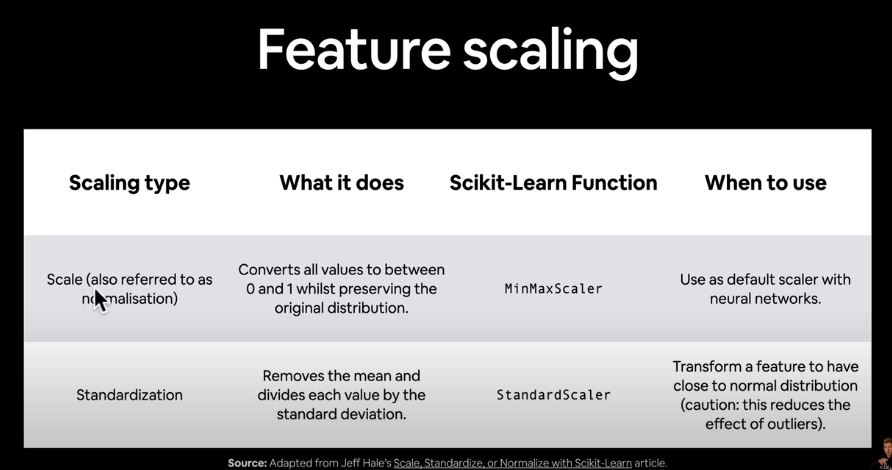 Feature scaling
Scaling type
What it does
Scikit-Learn Function
When to use
Scale (also referred to as
normalisation)
Converts all values to between
0 and 1 whilst preserving the
original distribution.
MinMaxScaler
Use as default scaler with
neural networks.
Standardization
Removes the mean and
divides each value by the
standard deviation.
StandardScaler
Transform a feature to have
close to normal distribution
(caution: this reduces the
effect of outliers).
Source: Adapted from Jeff Hale's Scale, Standardize, or Normalize with Scikit-Learn article.